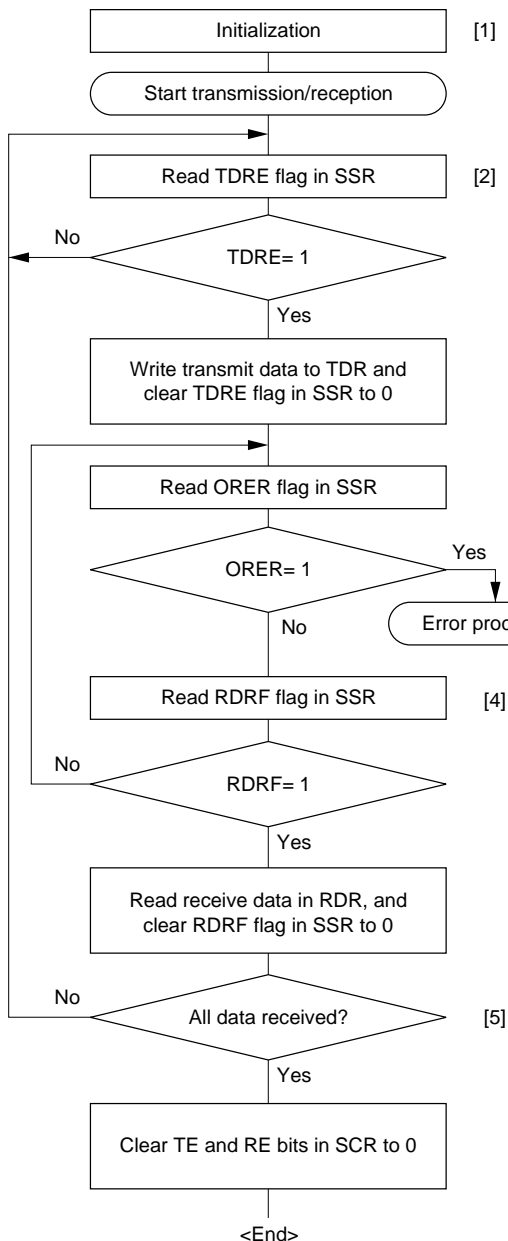 Initialization [1]
Start transmission/reception
Read TDRE flag in SSR [2]
No
TDRE= 1
Yes
Write transmit data to TDR and
clear TDRE flag in SSR to 0
Read ORER flag in SSR
Yes
ORER= 1
No
Error
Read RDRF flag in SSR [4]
No
RDRF= 1
Yes
Read receive data in RDR, and
clear RDRF flag in SSR to 0
No
All data received? [5]
Yes
Clear TE and RE bits in SCR to 0
<End>